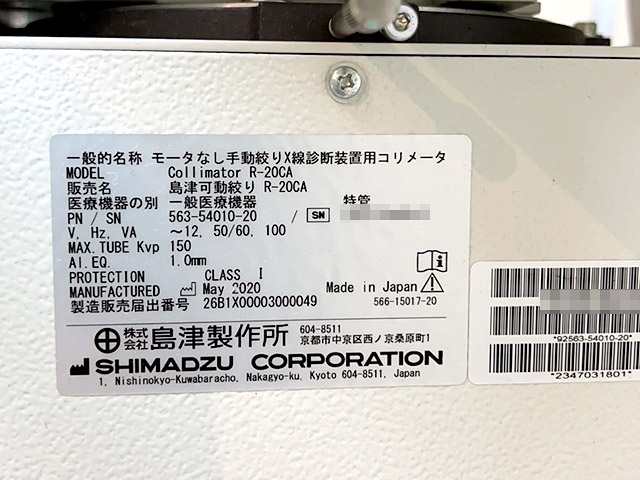 一般的名称 モータなし手動絞りX線診断装置用コリメータ
MODEL Collimator R-20CA
販売名 島津可動絞り R-20CA
医療機器の別 一般医療機器 特管
PN / SN 563-54010-20 / SN
V, Hz, VA ～12, 50/60, 100
MAX. TUBE Kvp 150
Al.EQ. 1.0mm
PROTECTION CLASS I
MANUFACTURED May 2020 Made in Japan
製造販売届出番号 26B1X00003000049 566-15017-20
株式会社 島津製作所 604-8511
京都市中京区西ノ京桑原町1
SHIMADZU CORPORATION
1, Nishinokyo-Kuwabaracho, Nakagyo-ku, Kyoto 604-8511, Japan
*92563-54010-20*
*2347031801*